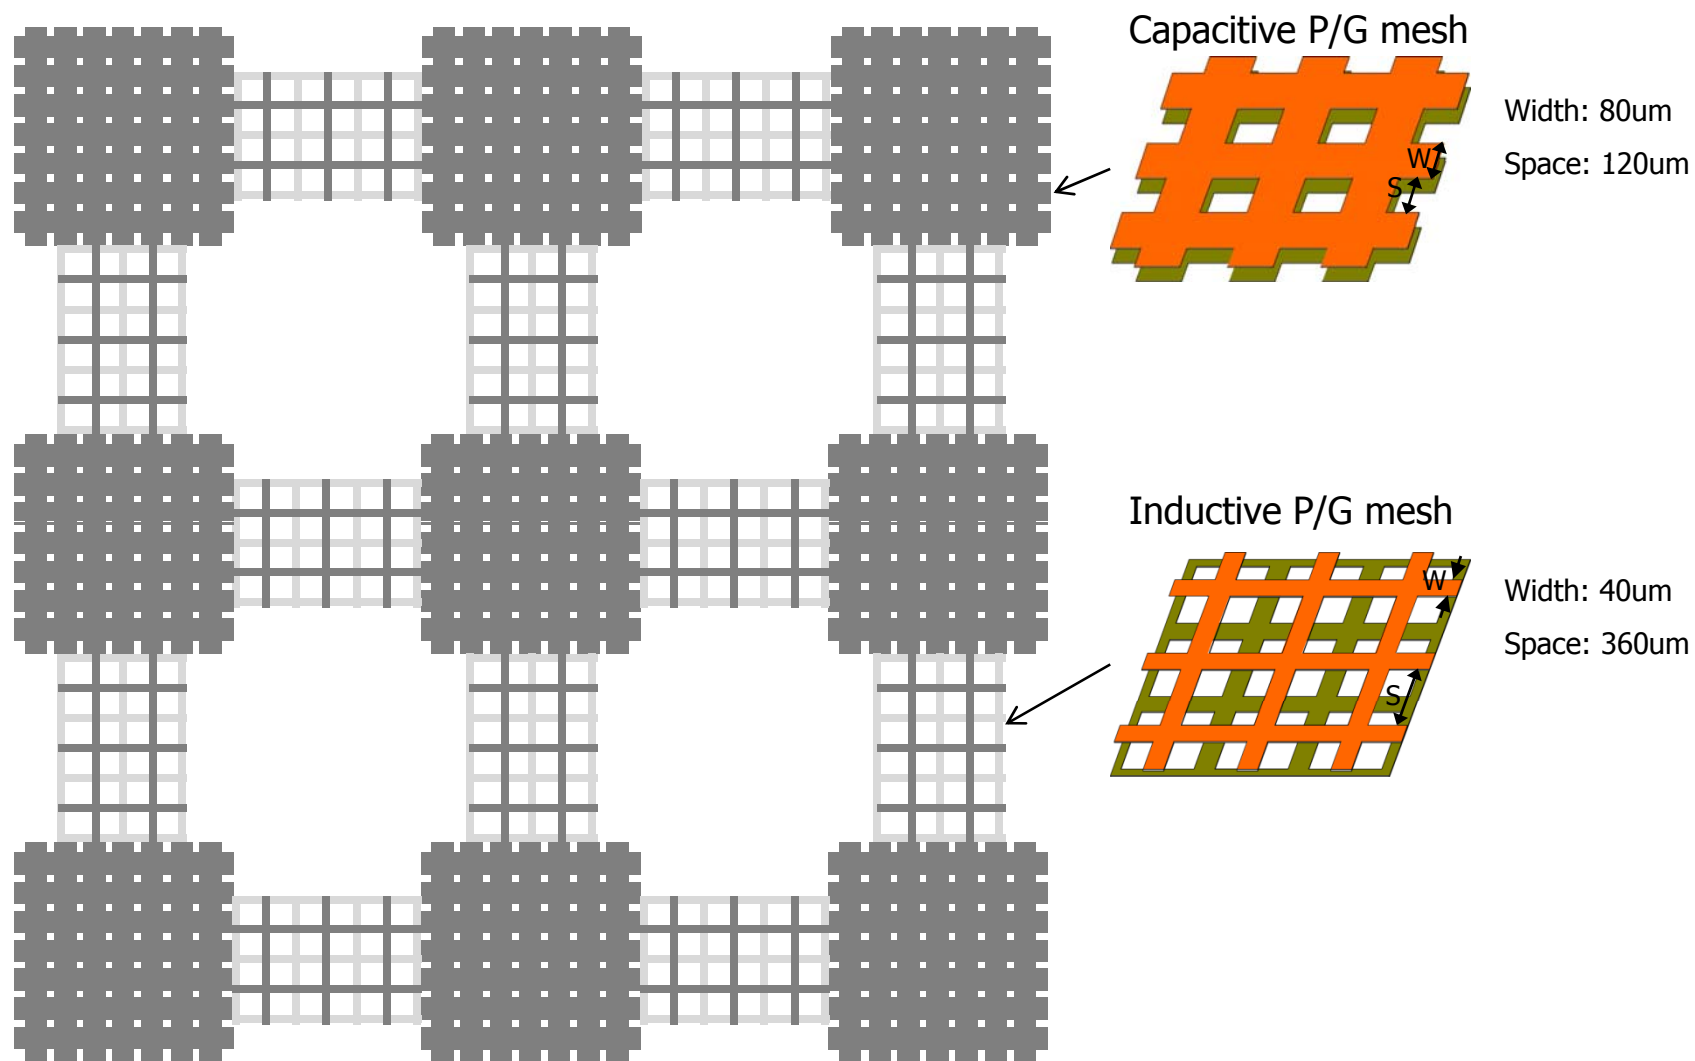 Capacitive P/G mesh
Width: 80um
W
Space: 120um
S
Inductive P/G mesh
W
Width: 40um
Space: 360um
S